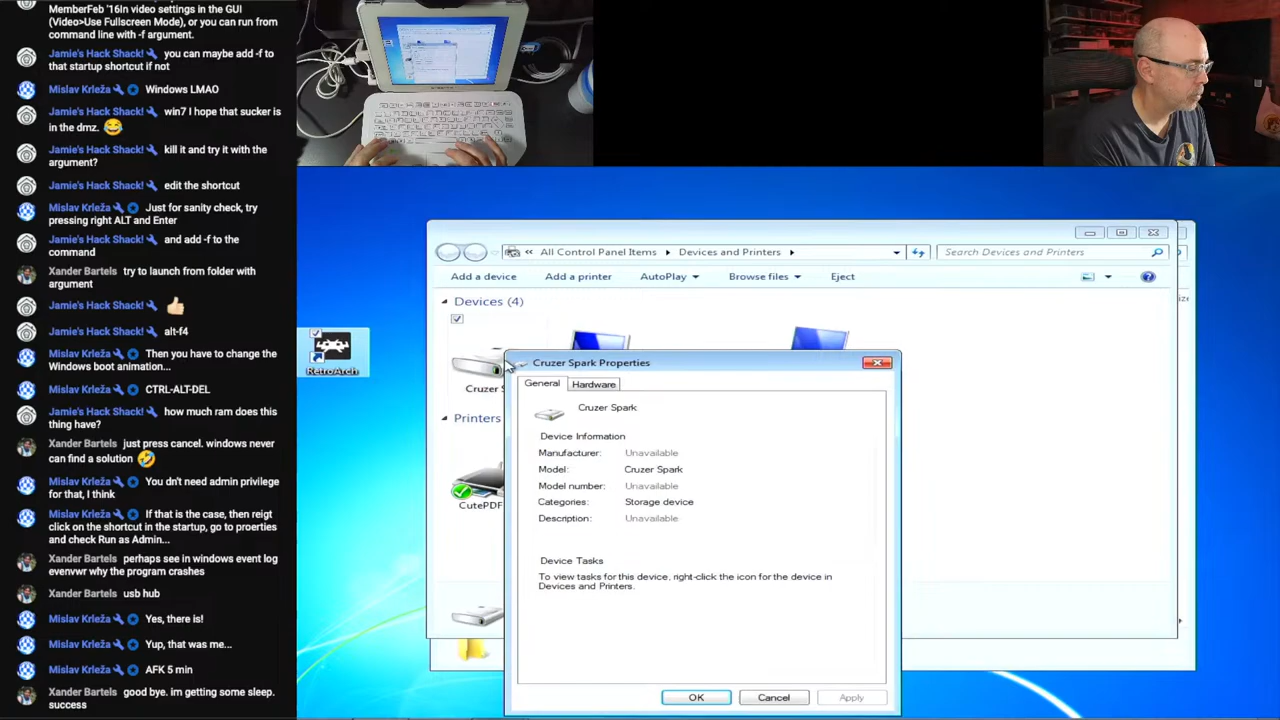 MemberFeb '16In video settings in the GUI
(Video>Use Fullscreen Mode), or you can run from
command line with -f argument.
Jamie's Hack Shack! you can maybe add -f to
that startup shortcut if not
Mislav Krleža Windows LMAO
Jamie's Hack Shack! win7 I hope that sucker is
in the dmz. 😂
Jamie's Hack Shack! kill it and try it with the
argument?
Jamie's Hack Shack! edit the shortcut
Mislav Krleža Just for sanity check, try
pressing right ALT and Enter
Jamie's Hack Shack! and add -f to the
command
Xander Bartels try to launch from folder with
argument
Jamie's Hack Shack! 👍🏻
Jamie's Hack Shack! alt-f4
Mislav Krleža Then you have to change the
Windows boot animation...
Mislav Krleža CTRL-ALT-DEL
Jamie's Hack Shack! how much ram does this
thing have?
Xander Bartels just press cancel. windows never
can find a solution 🤣
Mislav Krleža You dn't need admin privilege
for that, I think
Mislav Krleža If that is the case, then reigt
click on the shortcut in the startup, go to proerties
and check Run as Admin...
Xander Bartels perhaps see in windows event log
evenvwr why the program crashes
Xander Bartels usb hub
Mislav Krleža Yes, there is!
Mislav Krleža Yup, that was me...
Mislav Krleža AFK 5 min
Xander Bartels good bye. im getting some sleep.
success
RetroArch
« All Control Panel Items ▸ Devices and Printers ▸
Search Devices and Printers
Add a device Add a printer AutoPlay Browse files Eject
Devices (4)
Cruzer S
Printers
CutePDF
Cruzer Spark Properties
General Hardware
Cruzer Spark
Device Information
Manufacturer: Unavailable
Model: Cruzer Spark
Model number: Unavailable
Categories: Storage device
Description: Unavailable
Device Tasks
To view tasks for this device, right-click the icon for the device in
Devices and Printers.
OK Cancel Apply